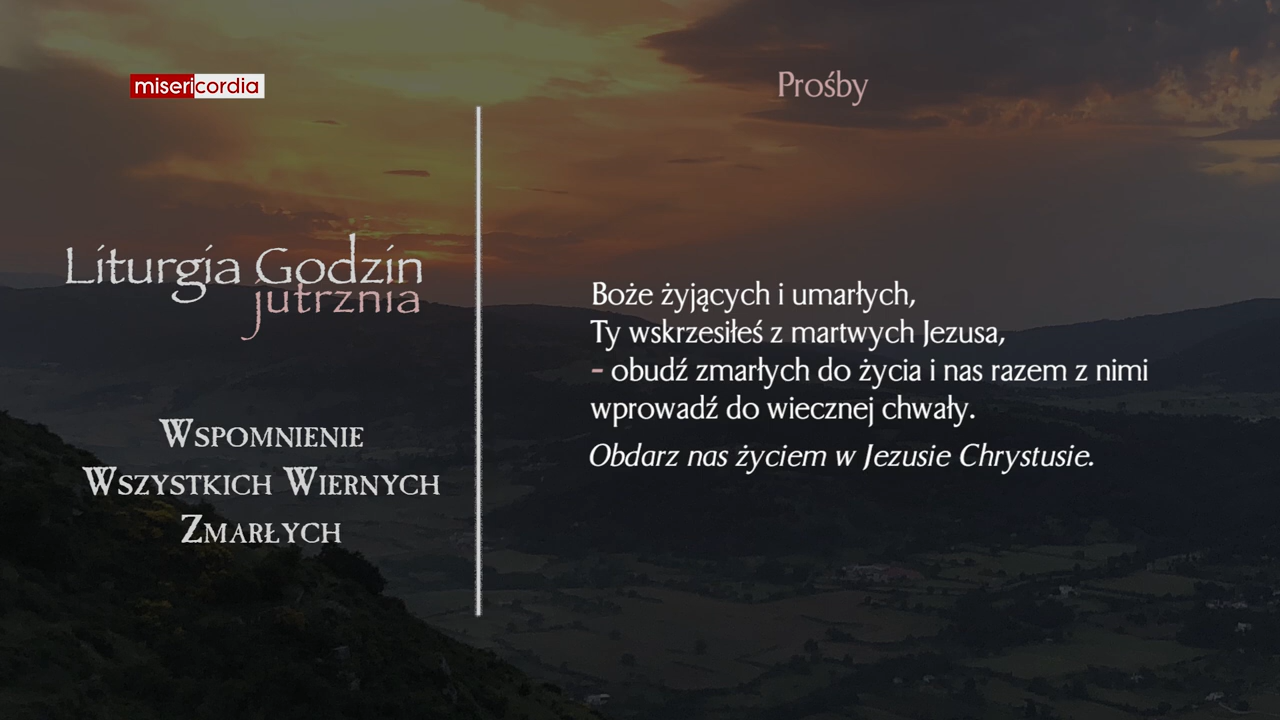 misericordia
Liturgia Godzin
jutrznia
Wspomnienie
Wszystkich Wiernych
Zmarłych
Prośby
Boże żyjących i umarłych,
Ty wskrzesiłeś z martwych Jezusa,
- obudź zmarłych do życia i nas razem z nimi
wprowadź do wiecznej chwały.
Obdarz nas życiem w Jezusie Chrystusie.